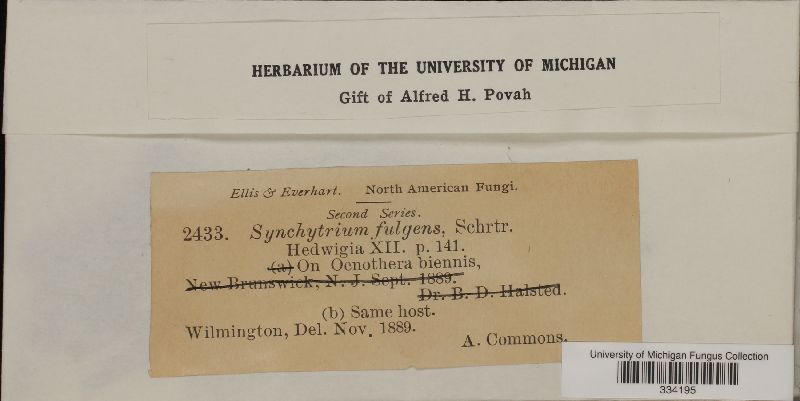 HERBARIUM OF THE UNIVERSITY OF MICHIGAN
Gift of Alfred H. Povah
Ellis & Everhart. North American Fungi.
Second Series.
2433. Synchytrium fulgens, Schrtr.
Hedwigia XII. p. 141.
(a) On Oenothera biennis,
New Brunswick, N. J. Sept. 1889.
Dr. B. D. Halsted.
(b) Same host.
Wilmington, Del. Nov. 1889.
A. Commons.
University of Michigan Fungus Collection
334195